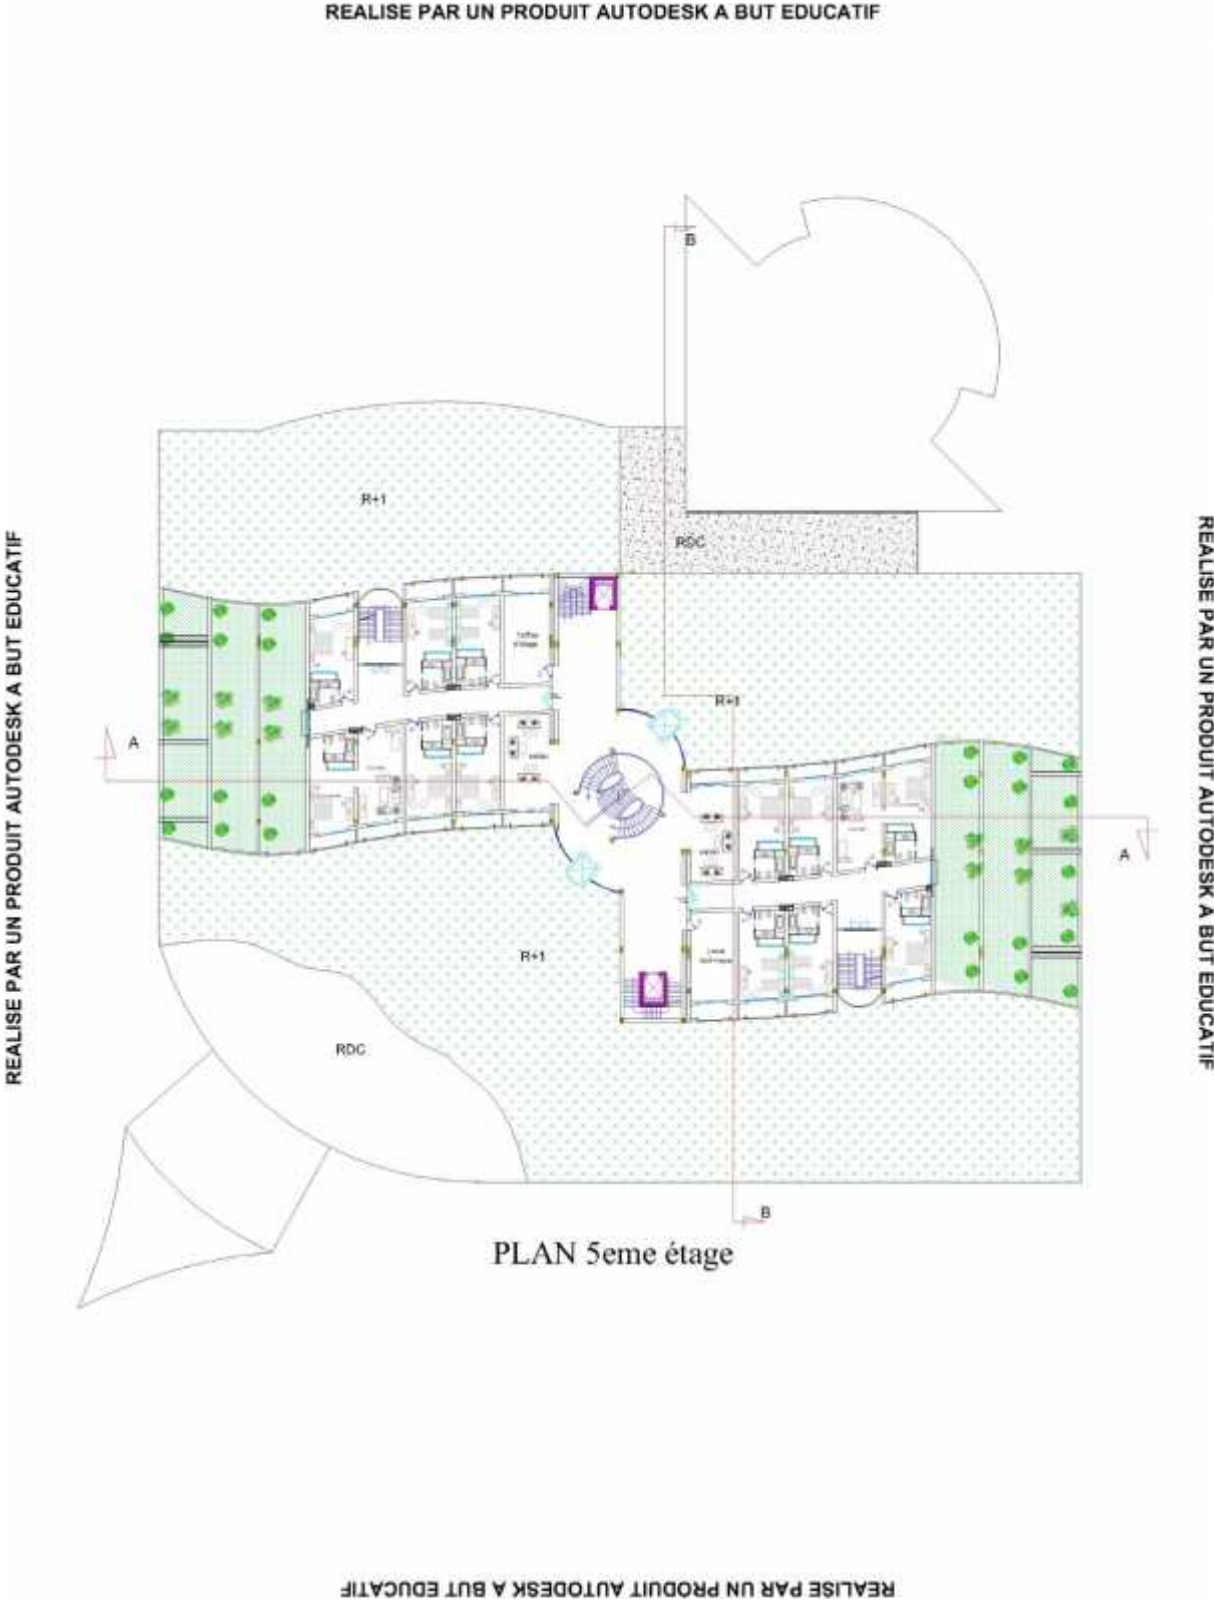 REALISE PAR UN PRODUIT AUTODESK A BUT EDUCATIF
B
R+1
RDC
R+1
A
A
R+1
RDC
B
PLAN 5eme étage
REALISE PAR UN PRODUIT AUTODESK A BUT EDUCATIF
REALISE PAR UN PRODUIT AUTODESK A BUT EDUCATIF
REALISE PAR UN PRODUIT AUTODESK A BUT EDUCATIF